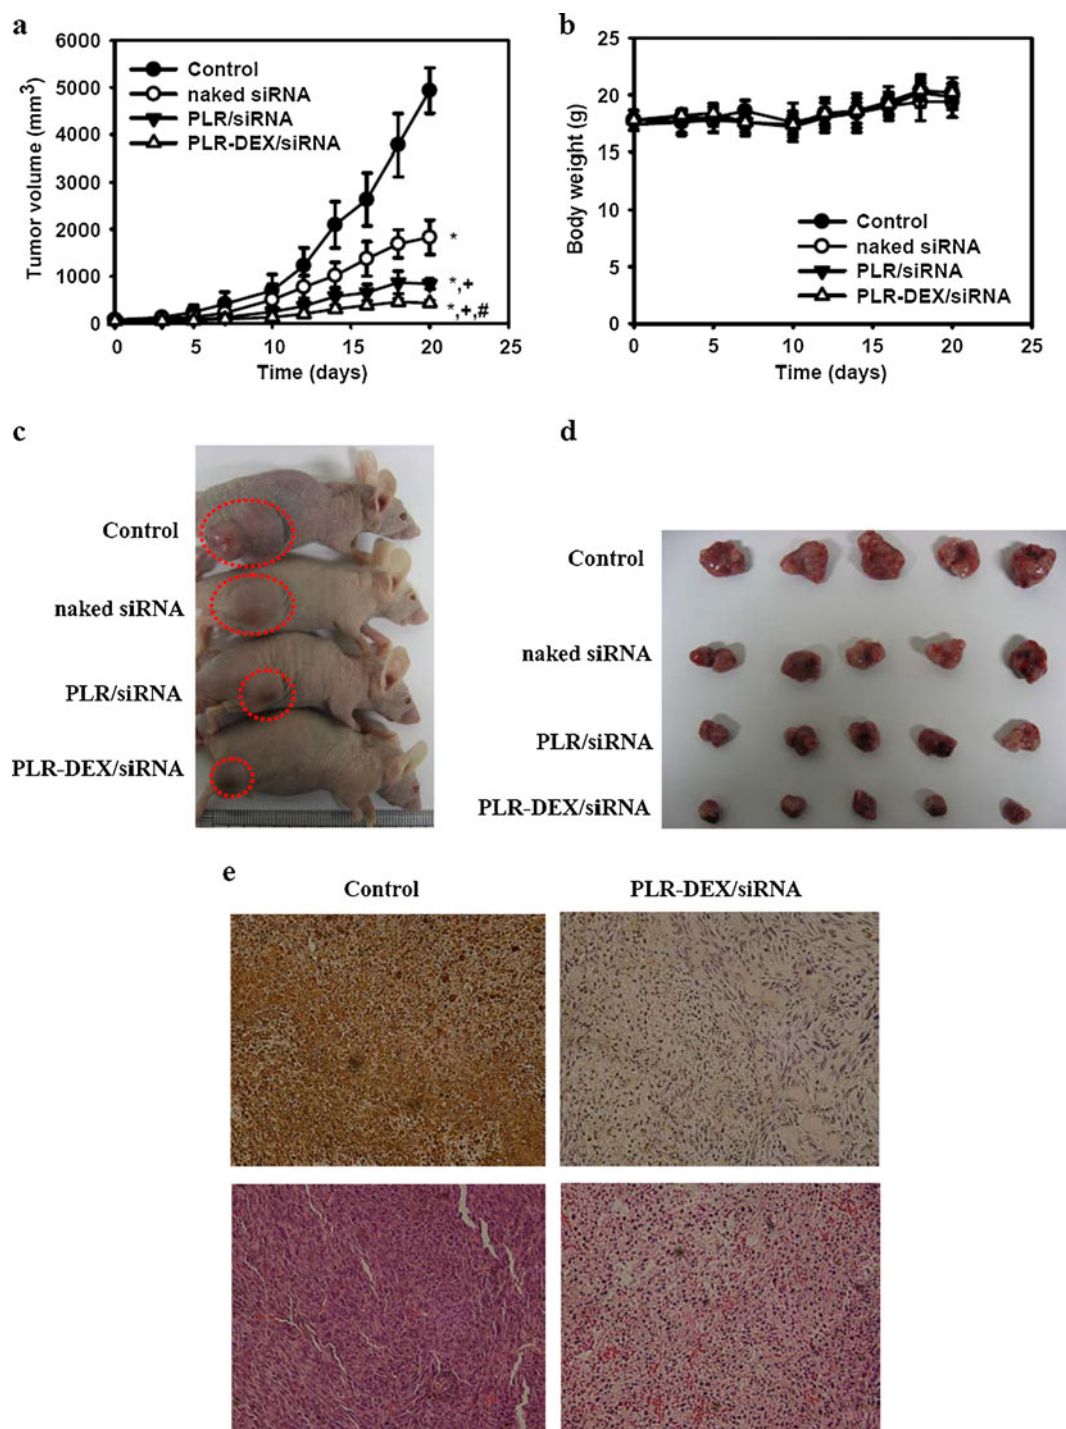 a
6000
5000
4000
3000
2000
1000
0
Tumor volume (mm³)
Control
naked siRNA
PLR/siRNA
PLR-DEX/siRNA
*
*,+
*,+,#
0 5 10 15 20 25
Time (days)
b
25
20
15
10
5
0
Body weight (g)
Control
naked siRNA
PLR/siRNA
PLR-DEX/siRNA
0 5 10 15 20 25
Time (days)
c
Control
naked siRNA
PLR/siRNA
PLR-DEX/siRNA
d
Control
naked siRNA
PLR/siRNA
PLR-DEX/siRNA
e
Control
PLR-DEX/siRNA